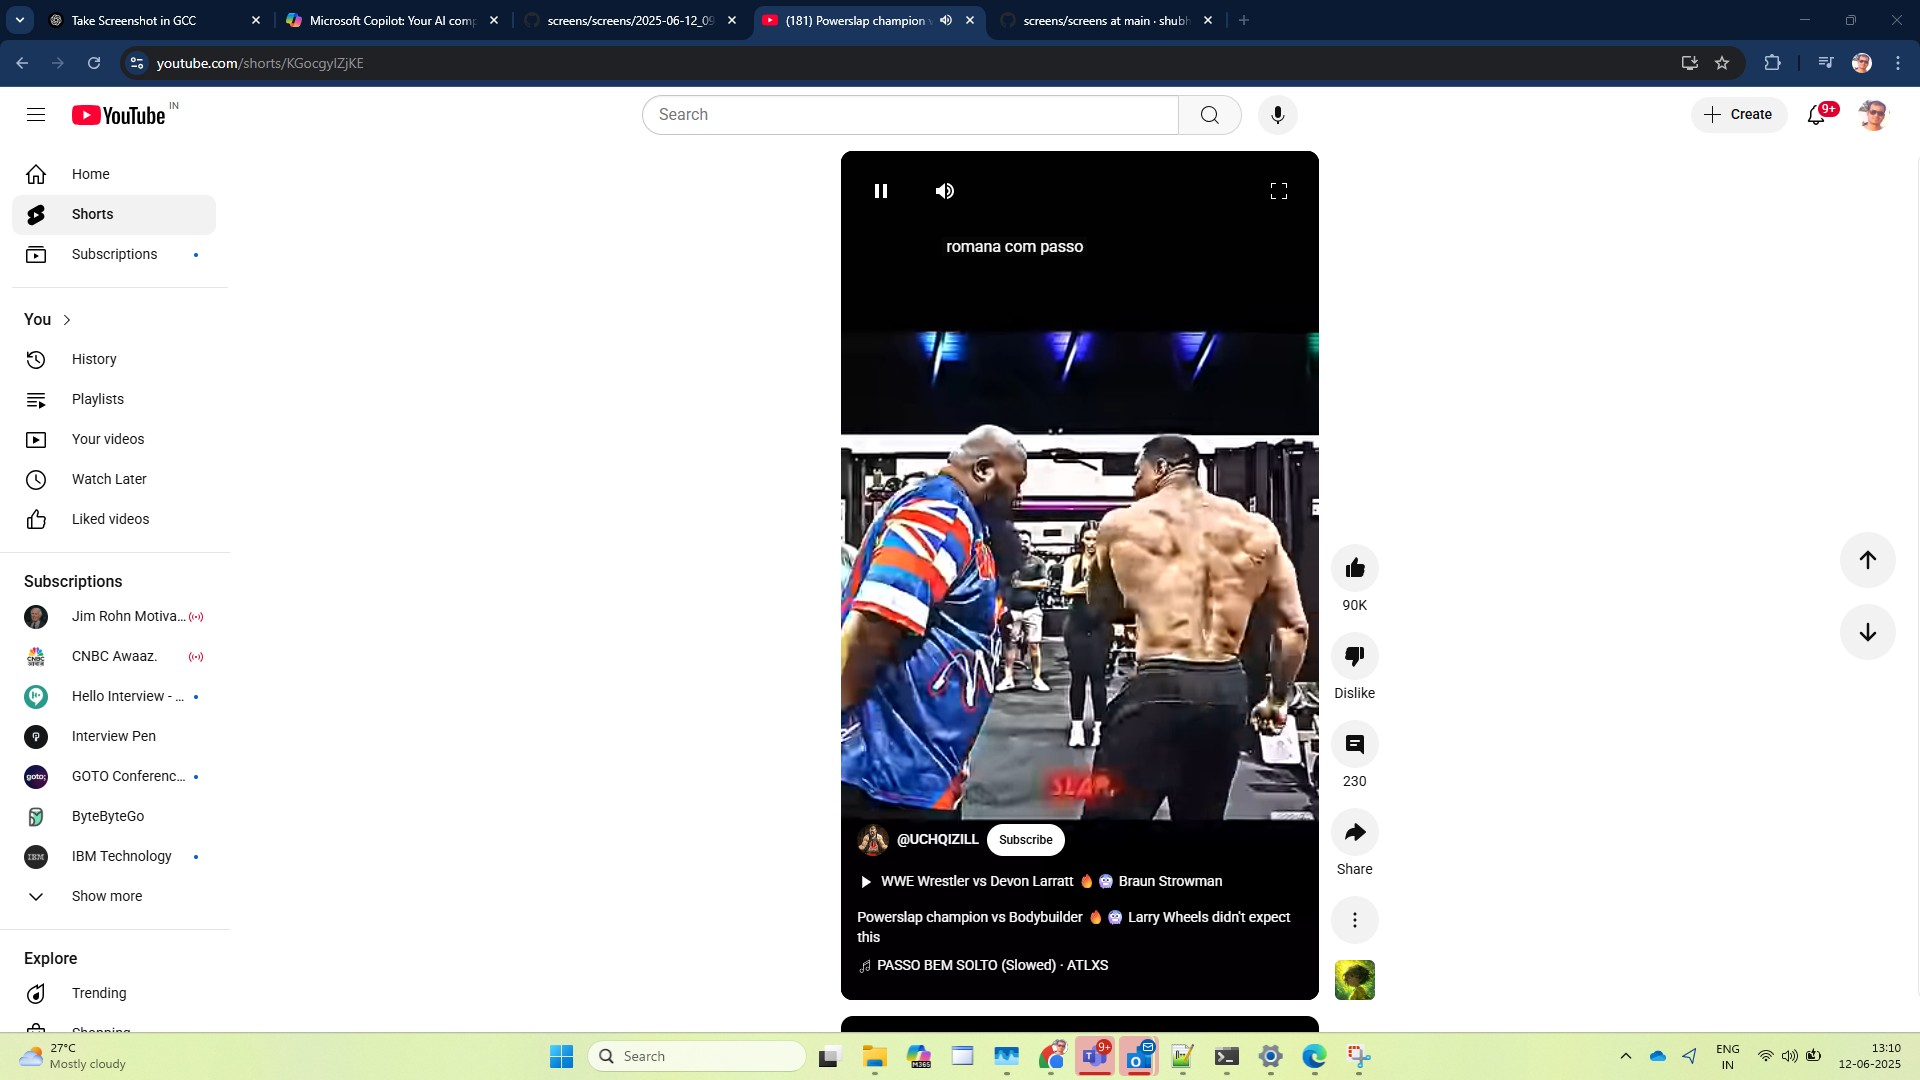 Take Screenshot in GCC
Microsoft Copilot: Your AI comp
screens/screens/2025-06-12_09
(181) Powerslap champion v
screens/screens at main · shubh
youtube.com/shorts/KGocgylZjKE
YouTube IN
Search
Create
9+
Home
Shorts
Subscriptions
You
History
Playlists
Your videos
Watch Later
Liked videos
Subscriptions
Jim Rohn Motiva...
CNBC Awaaz.
Hello Interview - ...
Interview Pen
GOTO Conferenc...
ByteByteGo
IBM Technology
Show more
Explore
Trending
Shopping
romana com passo
SLAP,
@UCHQIZILL
Subscribe
WWE Wrestler vs Devon Larratt 🔥 🥶 Braun Strowman
Powerslap champion vs Bodybuilder 🔥 🥶 Larry Wheels didn't expect
this
PASSO BEM SOLTO (Slowed) · ATLXS
90K
Dislike
230
Share
27°C
Mostly cloudy
Search
M365
9+
ENG
IN
13:10
12-06-2025